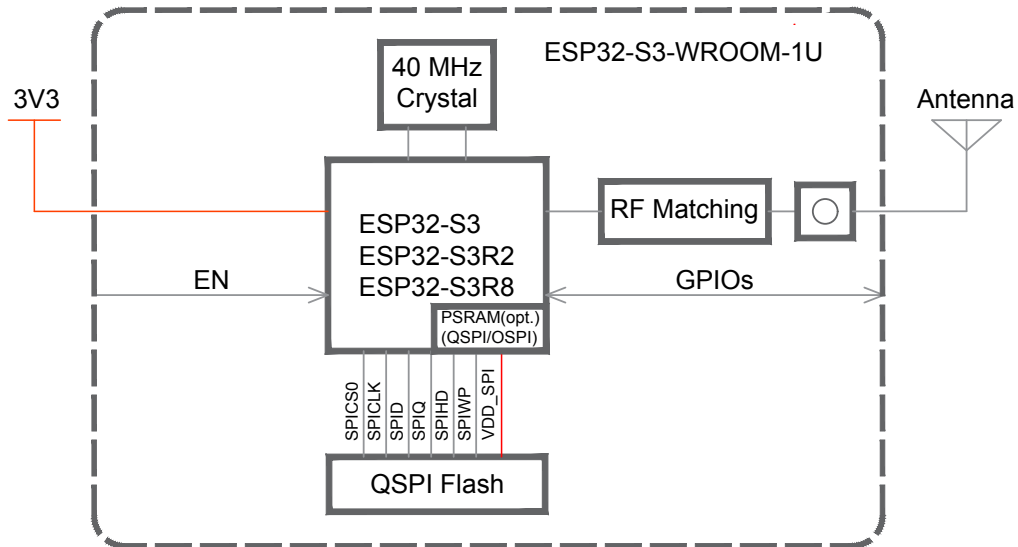 ESP32-S3-WROOM-1U
40 MHz
Crystal
3V3
Antenna
RF Matching
ESP32-S3
ESP32-S3R2
ESP32-S3R8
EN
GPIOs
PSRAM(opt.)
(QSPI/OSPI)
SPICS0
SPICLK
SPID
SPIQ
SPIHD
SPIWP
VDD_SPI
QSPI Flash